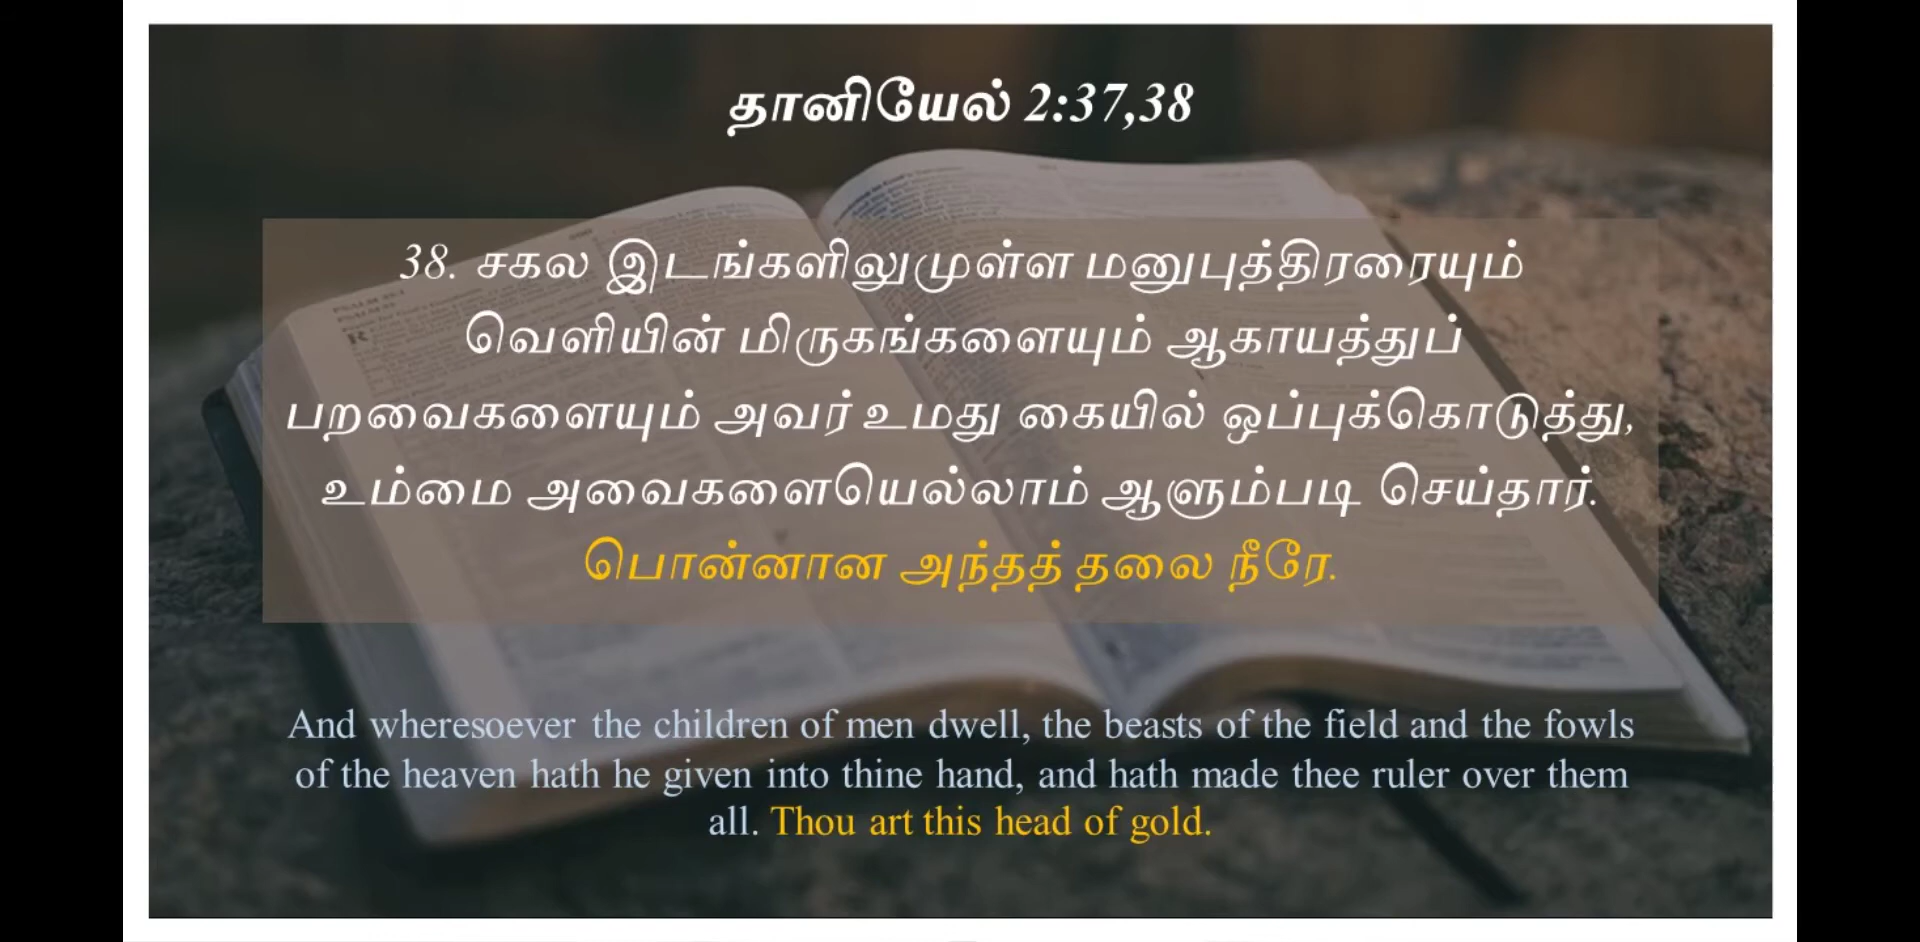 தானியேல் 2:37,38
38. சகல இடங்களிலுமுள்ள மனுபுத்திரரையும்
வெளியின் மிருகங்களையும் ஆகாயத்துப்
பறவைகளையும் அவர் உமது கையில் ஒப்புக்கொடுத்து,
உம்மை அவைகளையெல்லாம் ஆளும்படி செய்தார்.
பொன்னான அந்தத் தலை நீரே.
And wheresoever the children of men dwell, the beasts of the field and the fowls
of the heaven hath he given into thine hand, and hath made thee ruler over them
all. Thou art this head of gold.